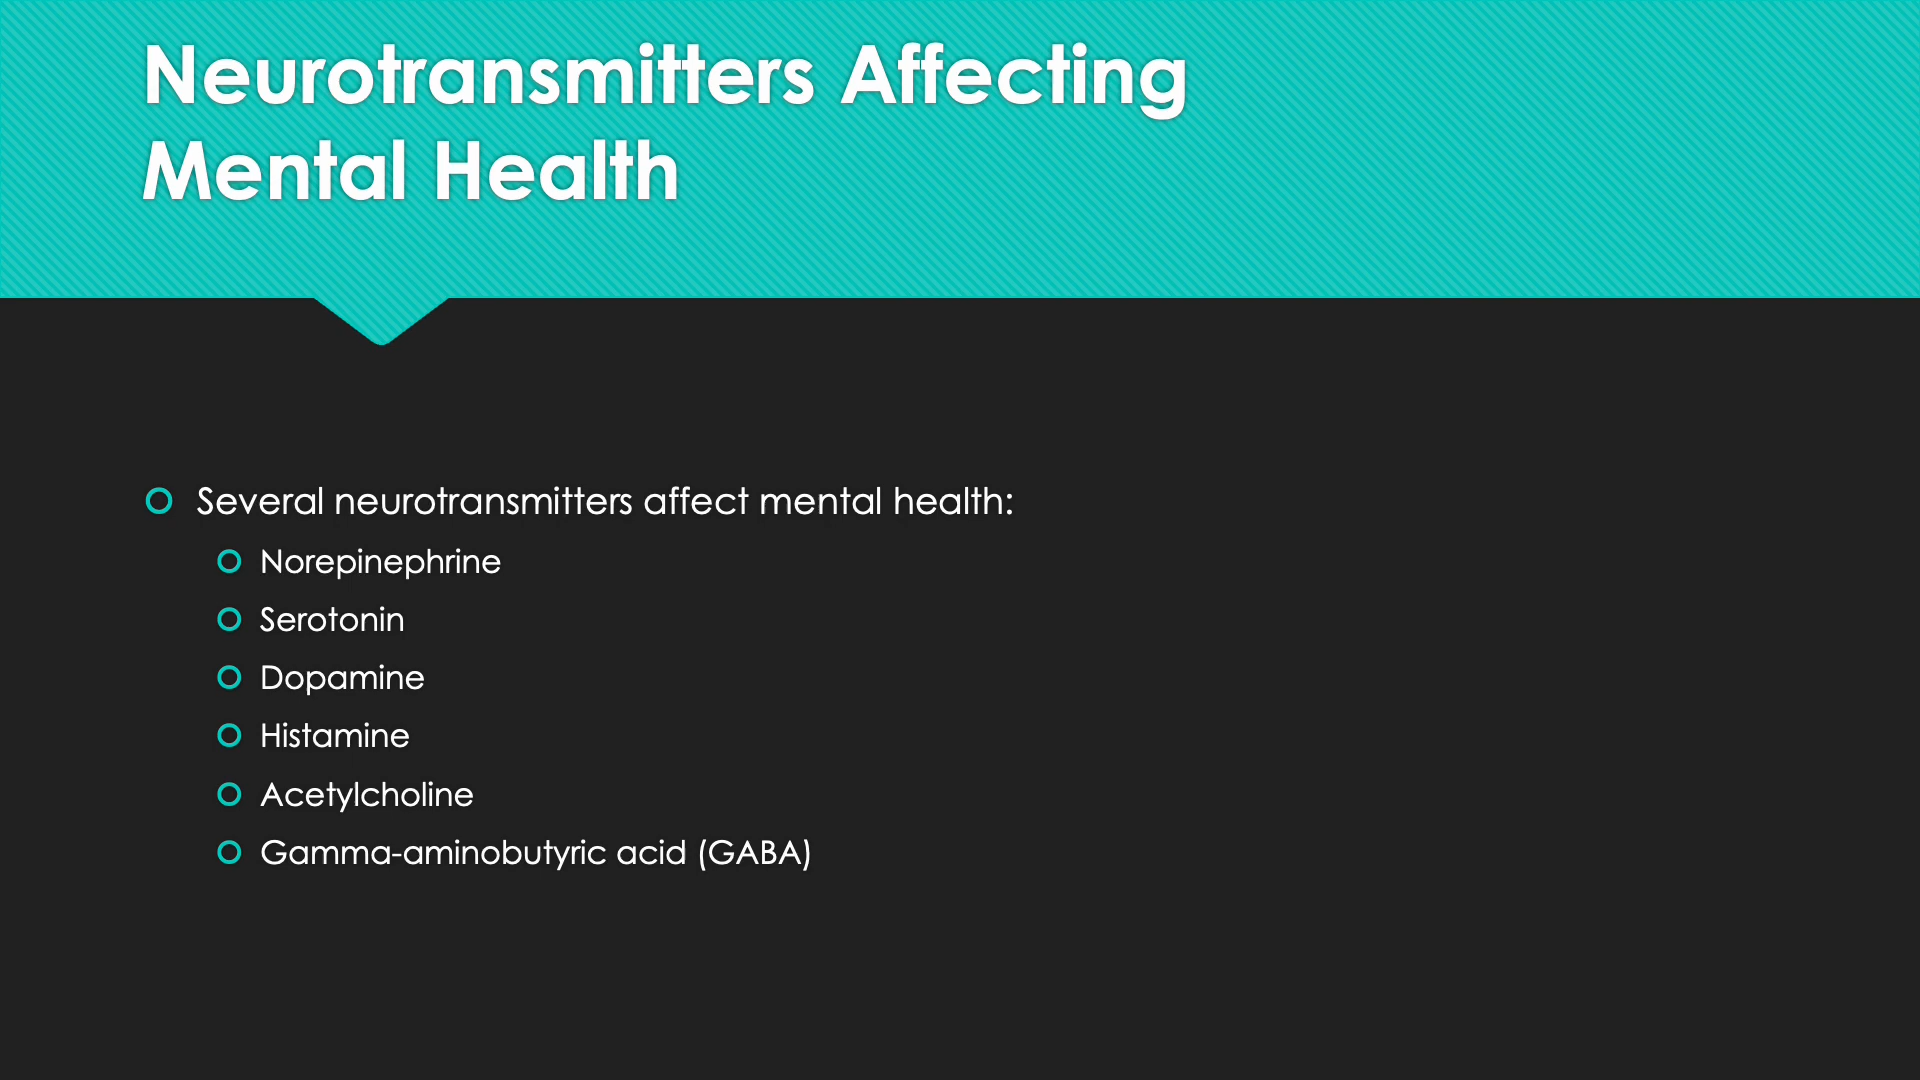 Neurotransmitters Affecting
Mental Health
Several neurotransmitters affect mental health:
Norepinephrine
Serotonin
Dopamine
Histamine
Acetylcholine
Gamma-aminobutyric acid (GABA)